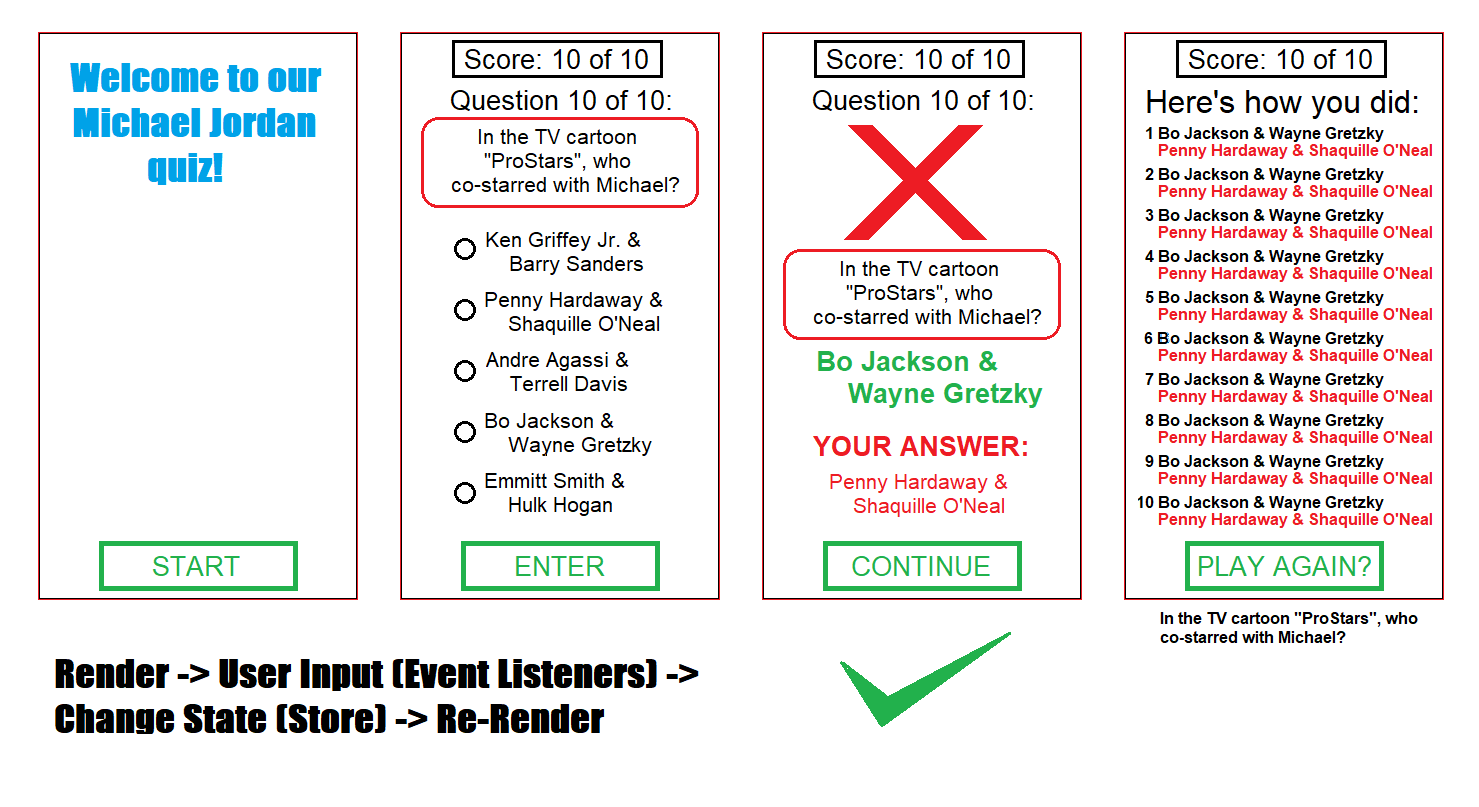 Welcome to our
Michael Jordan
quiz!
START
Score: 10 of 10
Question 10 of 10:
In the TV cartoon
"ProStars", who
co-starred with Michael?
Ken Griffey Jr. &
Barry Sanders
Penny Hardaway &
Shaquille O'Neal
Andre Agassi &
Terrell Davis
Bo Jackson &
Wayne Gretzky
Emmitt Smith &
Hulk Hogan
ENTER
Score: 10 of 10
Question 10 of 10:
In the TV cartoon
"ProStars", who
co-starred with Michael?
Bo Jackson &
Wayne Gretzky
YOUR ANSWER:
Penny Hardaway &
Shaquille O'Neal
CONTINUE
Score: 10 of 10
Here's how you did:
1 Bo Jackson & Wayne Gretzky
Penny Hardaway & Shaquille O'Neal
2 Bo Jackson & Wayne Gretzky
Penny Hardaway & Shaquille O'Neal
3 Bo Jackson & Wayne Gretzky
Penny Hardaway & Shaquille O'Neal
4 Bo Jackson & Wayne Gretzky
Penny Hardaway & Shaquille O'Neal
5 Bo Jackson & Wayne Gretzky
Penny Hardaway & Shaquille O'Neal
6 Bo Jackson & Wayne Gretzky
Penny Hardaway & Shaquille O'Neal
7 Bo Jackson & Wayne Gretzky
Penny Hardaway & Shaquille O'Neal
8 Bo Jackson & Wayne Gretzky
Penny Hardaway & Shaquille O'Neal
9 Bo Jackson & Wayne Gretzky
Penny Hardaway & Shaquille O'Neal
10 Bo Jackson & Wayne Gretzky
Penny Hardaway & Shaquille O'Neal
PLAY AGAIN?
In the TV cartoon "ProStars", who
co-starred with Michael?
Render -> User Input (Event Listeners) ->
Change State (Store) -> Re-Render